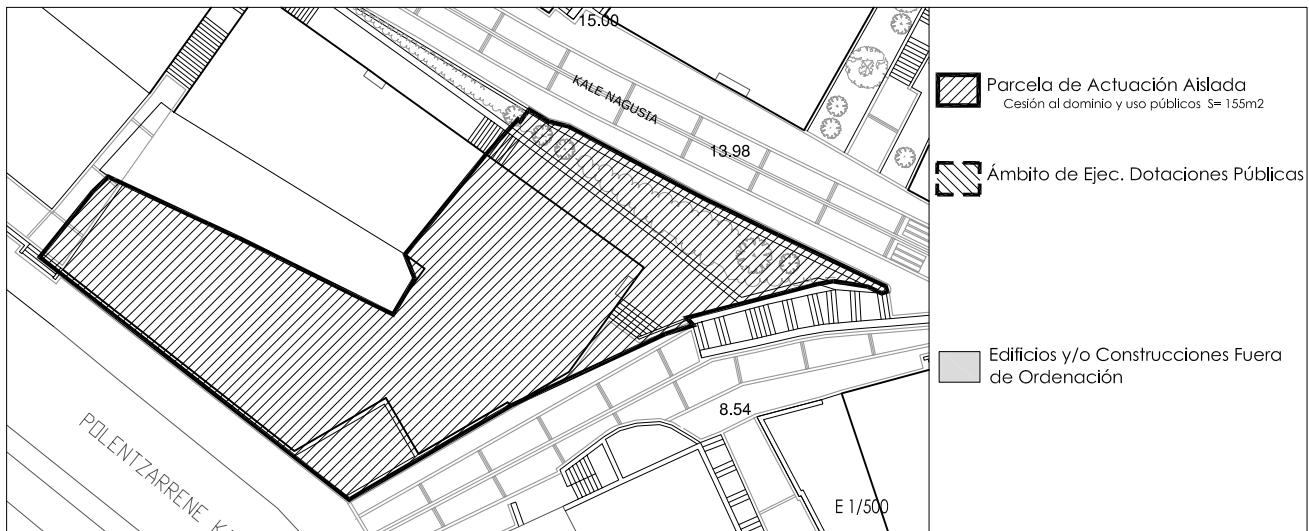 15.00
KALE NAGUSIA
13.98
8.54
POLENTZARRENE
E 1/500
Parcela de Actuación Aislada
Cesión al dominio y uso públicos S= 155m2
Ámbito de Ejec. Dotaciones Públicas
Edificios y/o Construcciones Fuera
de Ordenación